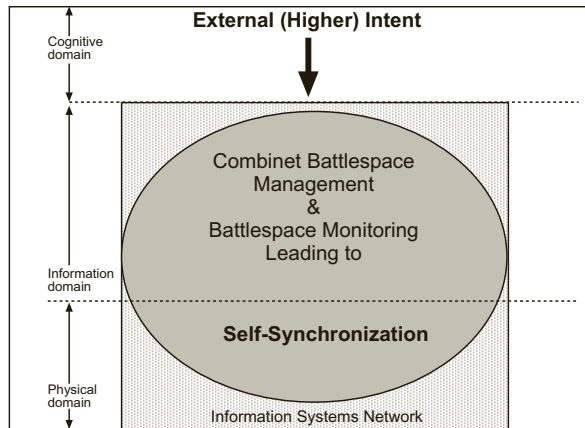 External (Higher) Intent
Cognitive
domain
Combinet Battlespace
Management
&
Battlespace Monitoring
Leading to
Information
domain
Self-Synchronization
Physical
domain
Information Systems Network